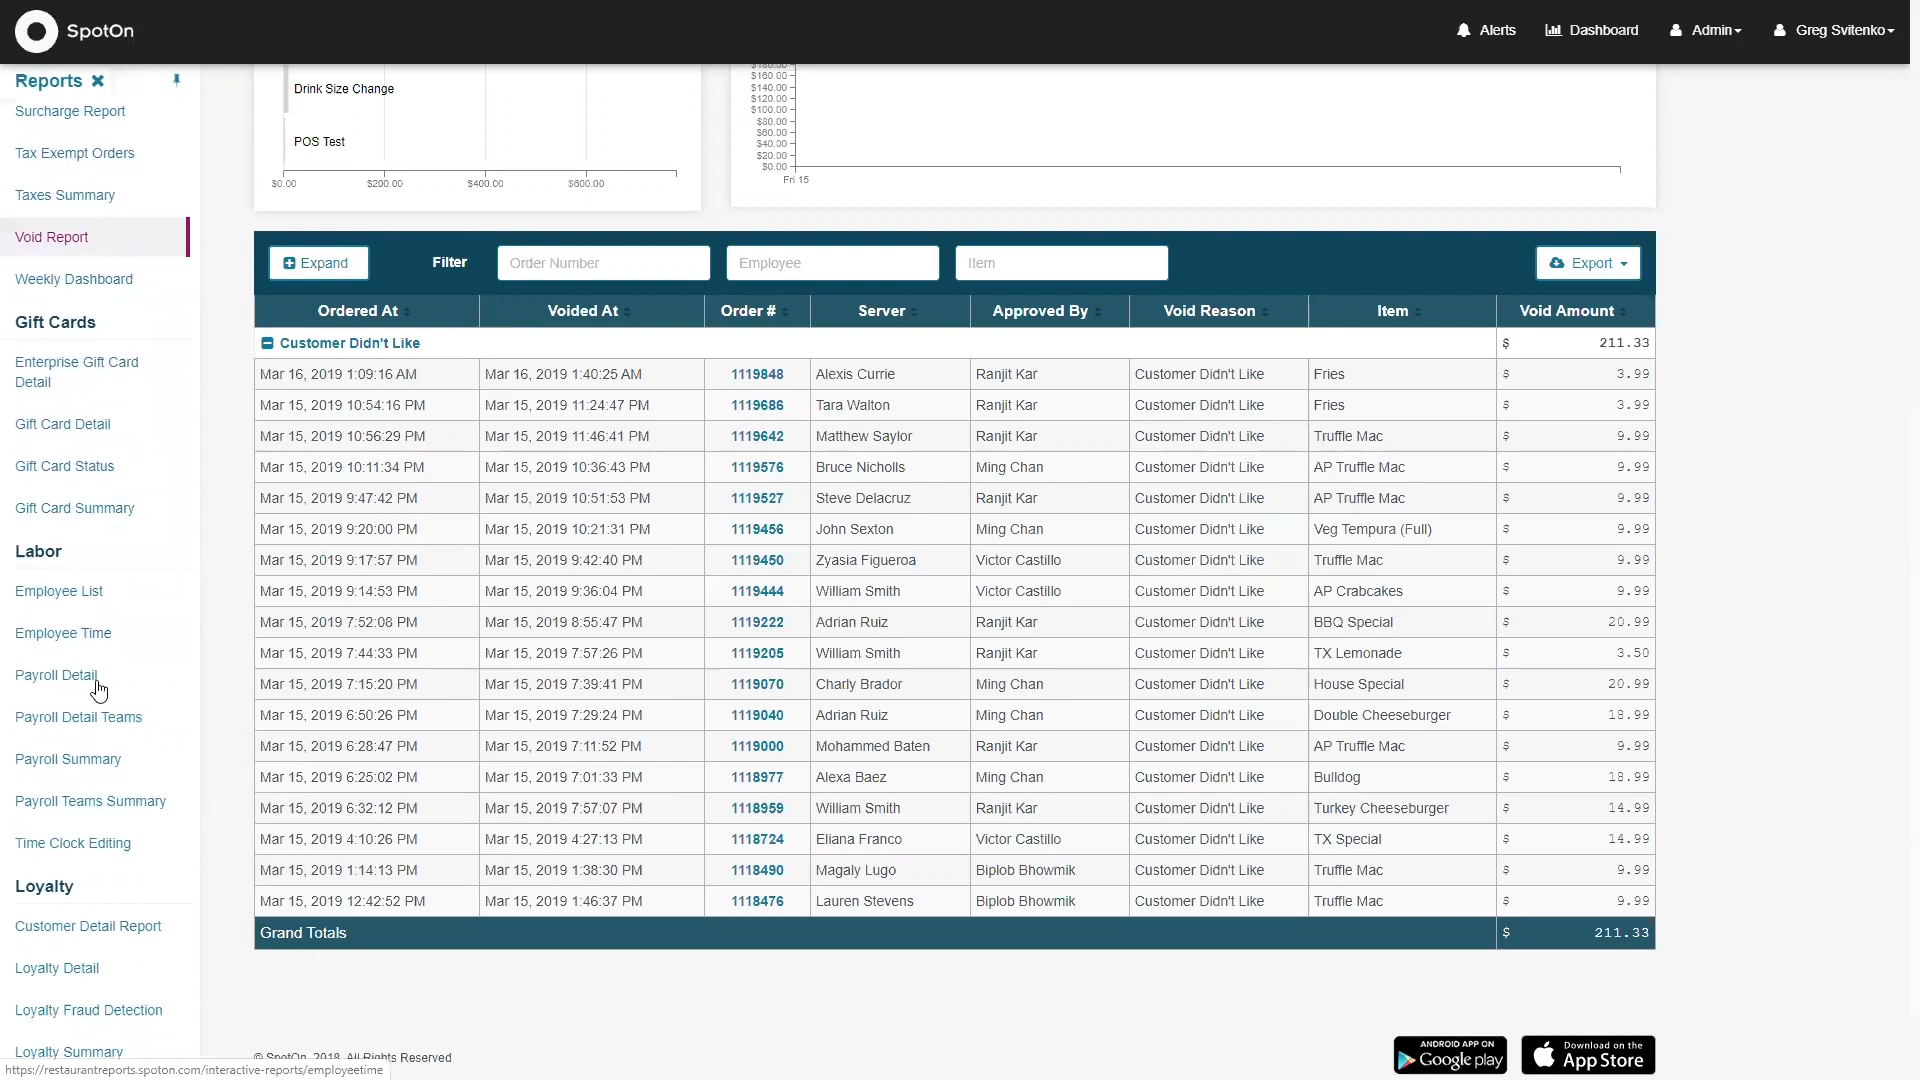 SpotOn
Alerts
Dashboard
Admin
Greg Svitenko
Reports
Surcharge Report
Tax Exempt Orders
Taxes Summary
Void Report
Weekly Dashboard
Gift Cards
Enterprise Gift Card
Detail
Gift Card Detail
Gift Card Status
Gift Card Summary
Labor
Employee List
Employee Time
Payroll Detail
Payroll Detail Teams
Payroll Summary
Payroll Teams Summary
Time Clock Editing
Loyalty
Customer Detail Report
Loyalty Detail
Loyalty Fraud Detection
Loyalty Summary
https://restaurantreports.spoton.com/interactive-reports/employeetime
Drink Size Change
POS Test
$0.00 $200.00 $400.00 $600.00
$180.00
$160.00
$140.00
$120.00
$100.00
$80.00
$60.00
$40.00
$20.00
$0.00
Fri 15
Expand Filter Order Number Employee Item Export
Ordered At Voided At Order # Server Approved By Void Reason Item Void Amount
Customer Didn't Like $ 211.33
Mar 16, 2019 1:09:16 AM Mar 16, 2019 1:40:25 AM 1119848 Alexis Currie Ranjit Kar Customer Didn't Like Fries $ 3.99
Mar 15, 2019 10:54:16 PM Mar 15, 2019 11:24:47 PM 1119686 Tara Walton Ranjit Kar Customer Didn't Like Fries $ 3.99
Mar 15, 2019 10:56:29 PM Mar 15, 2019 11:46:41 PM 1119642 Matthew Saylor Ranjit Kar Customer Didn't Like Truffle Mac $ 9.99
Mar 15, 2019 10:11:34 PM Mar 15, 2019 10:36:43 PM 1119576 Bruce Nicholls Ming Chan Customer Didn't Like AP Truffle Mac $ 9.99
Mar 15, 2019 9:47:42 PM Mar 15, 2019 10:51:53 PM 1119527 Steve Delacruz Ranjit Kar Customer Didn't Like AP Truffle Mac $ 9.99
Mar 15, 2019 9:20:00 PM Mar 15, 2019 10:21:31 PM 1119456 John Sexton Ming Chan Customer Didn't Like Veg Tempura (Full) $ 9.99
Mar 15, 2019 9:17:57 PM Mar 15, 2019 9:42:40 PM 1119450 Zyasia Figueroa Victor Castillo Customer Didn't Like Truffle Mac $ 9.99
Mar 15, 2019 9:14:53 PM Mar 15, 2019 9:36:04 PM 1119444 William Smith Victor Castillo Customer Didn't Like AP Crabcakes $ 9.99
Mar 15, 2019 7:52:08 PM Mar 15, 2019 8:55:47 PM 1119222 Adrian Ruiz Ranjit Kar Customer Didn't Like BBQ Special $ 20.99
Mar 15, 2019 7:44:33 PM Mar 15, 2019 7:57:26 PM 1119205 William Smith Ranjit Kar Customer Didn't Like TX Lemonade $ 3.50
Mar 15, 2019 7:15:20 PM Mar 15, 2019 7:39:41 PM 1119070 Charly Brador Ming Chan Customer Didn't Like House Special $ 20.99
Mar 15, 2019 6:50:26 PM Mar 15, 2019 7:29:24 PM 1119040 Adrian Ruiz Ming Chan Customer Didn't Like Double Cheeseburger $ 18.99
Mar 15, 2019 6:28:47 PM Mar 15, 2019 7:11:52 PM 1119000 Mohammed Baten Ranjit Kar Customer Didn't Like AP Truffle Mac $ 9.99
Mar 15, 2019 6:25:02 PM Mar 15, 2019 7:01:33 PM 1118977 Alexa Baez Ming Chan Customer Didn't Like Bulldog $ 18.99
Mar 15, 2019 6:32:12 PM Mar 15, 2019 7:57:07 PM 1118959 William Smith Ranjit Kar Customer Didn't Like Turkey Cheeseburger $ 14.99
Mar 15, 2019 4:10:26 PM Mar 15, 2019 4:27:13 PM 1118724 Eliana Franco Victor Castillo Customer Didn't Like TX Special $ 14.99
Mar 15, 2019 1:14:13 PM Mar 15, 2019 1:38:30 PM 1118490 Magaly Lugo Biplob Bhowmik Customer Didn't Like Truffle Mac $ 9.99
Mar 15, 2019 12:42:52 PM Mar 15, 2019 1:46:37 PM 1118476 Lauren Stevens Biplob Bhowmik Customer Didn't Like Truffle Mac $ 9.99
Grand Totals $ 211.33
© SpotOn, 2018. All Rights Reserved
ANDROID APP ON
Google play
Download on the
App Store